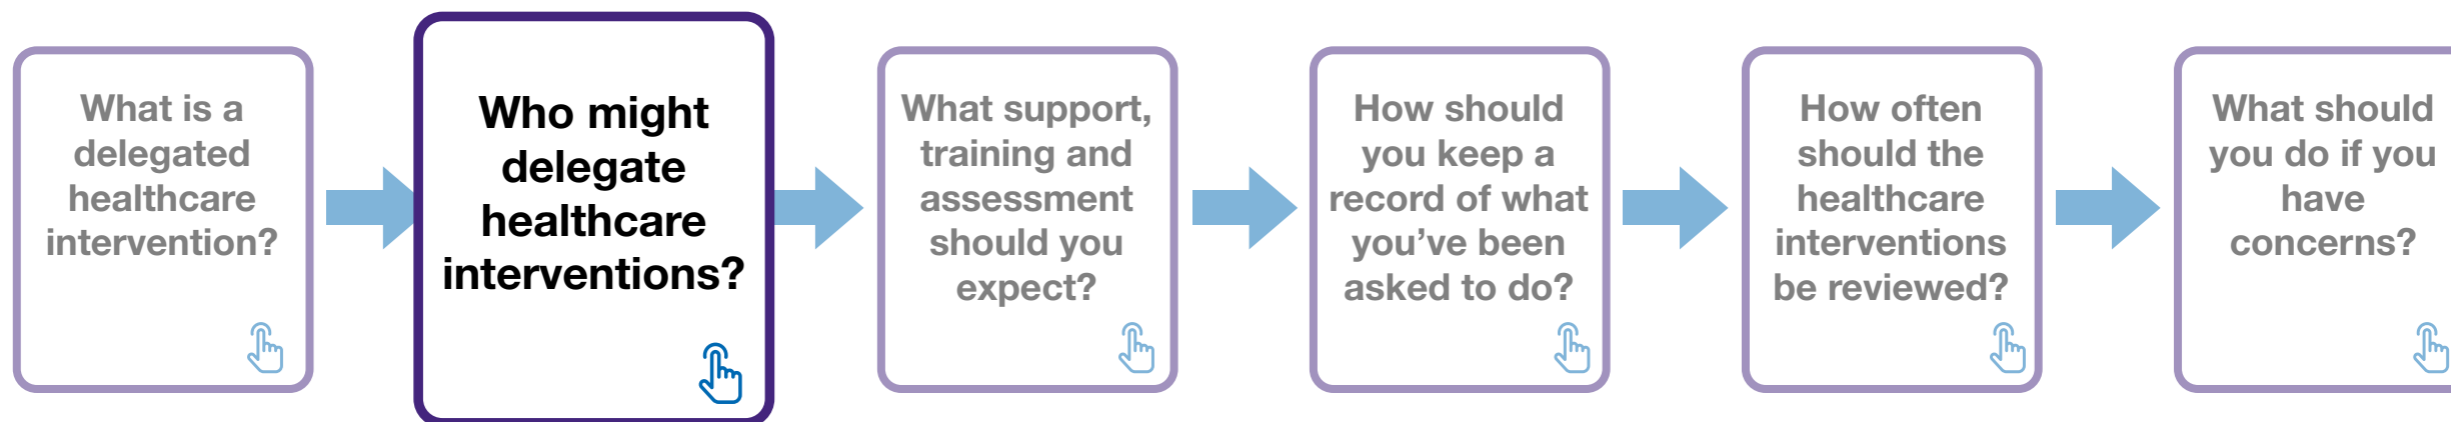 What is a
delegated
healthcare
intervention?
Who might
delegate
healthcare
interventions?
What support,
training and
assessment
should you
expect?
How should
you keep a
record of what
you’ve been
asked to do?
How often
should the
healthcare
interventions
be reviewed?
What should
you do if you
have
concerns?